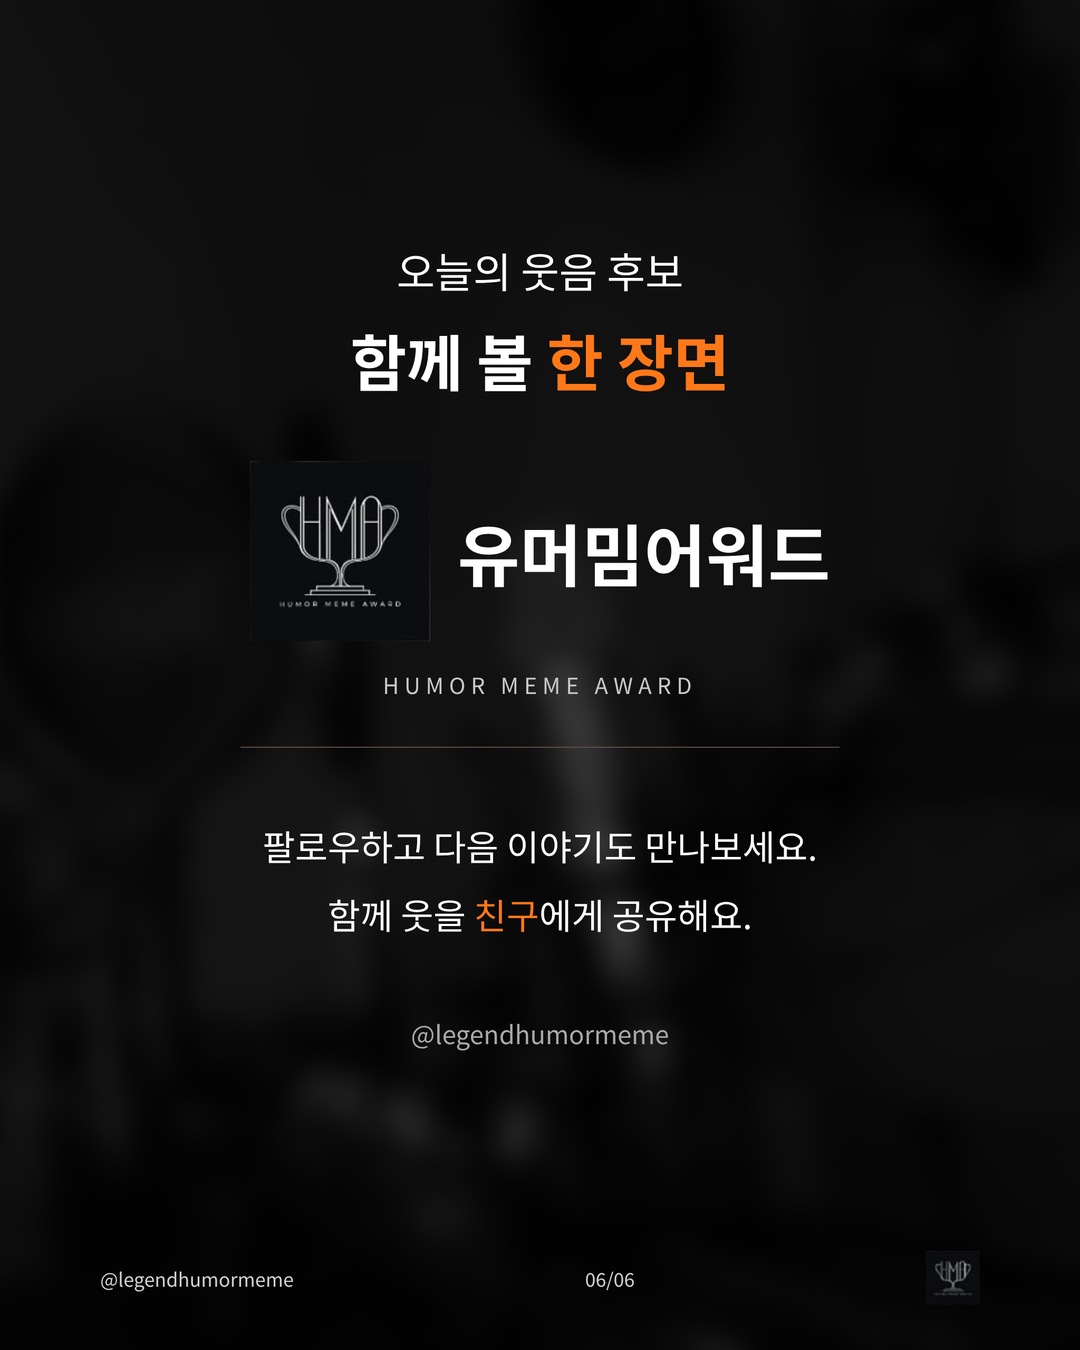 오늘의 웃음 후보
함께 볼 한 장면
HMA
HUMOR MEME AWARD
유머밈어워드
HUMOR MEME AWARD
팔로우하고 다음 이야기도 만나보세요.
함께 웃을 친구에게 공유해요.
@legendhumormeme
@legendhumormeme
06/06
HMA